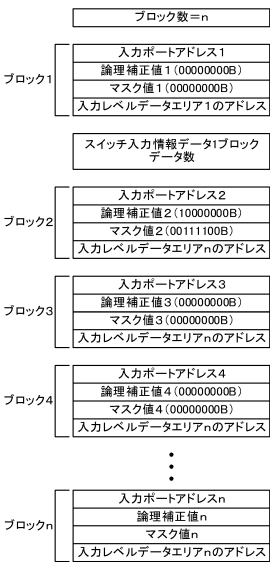 ブロック数=n
ブロック1
入力ポートアドレス1
論理補正値1(00000000B)
マスク値1(00000000B)
入力レベルデータエリア1のアドレス
スイッチ入力情報データ1ブロック
データ数
ブロック2
入力ポートアドレス2
論理補正値2(10000000B)
マスク値2(00111100B)
入力レベルデータエリアnのアドレス
ブロック3
入力ポートアドレス3
論理補正値3(00000000B)
マスク値3(00000000B)
入力レベルデータエリアnのアドレス
ブロック4
入力ポートアドレス4
論理補正値4(00000000B)
マスク値4(00000000B)
入力レベルデータエリアnのアドレス
ブロックn
入力ポートアドレスn
論理補正値n
マスク値n
入力レベルデータエリアnのアドレス